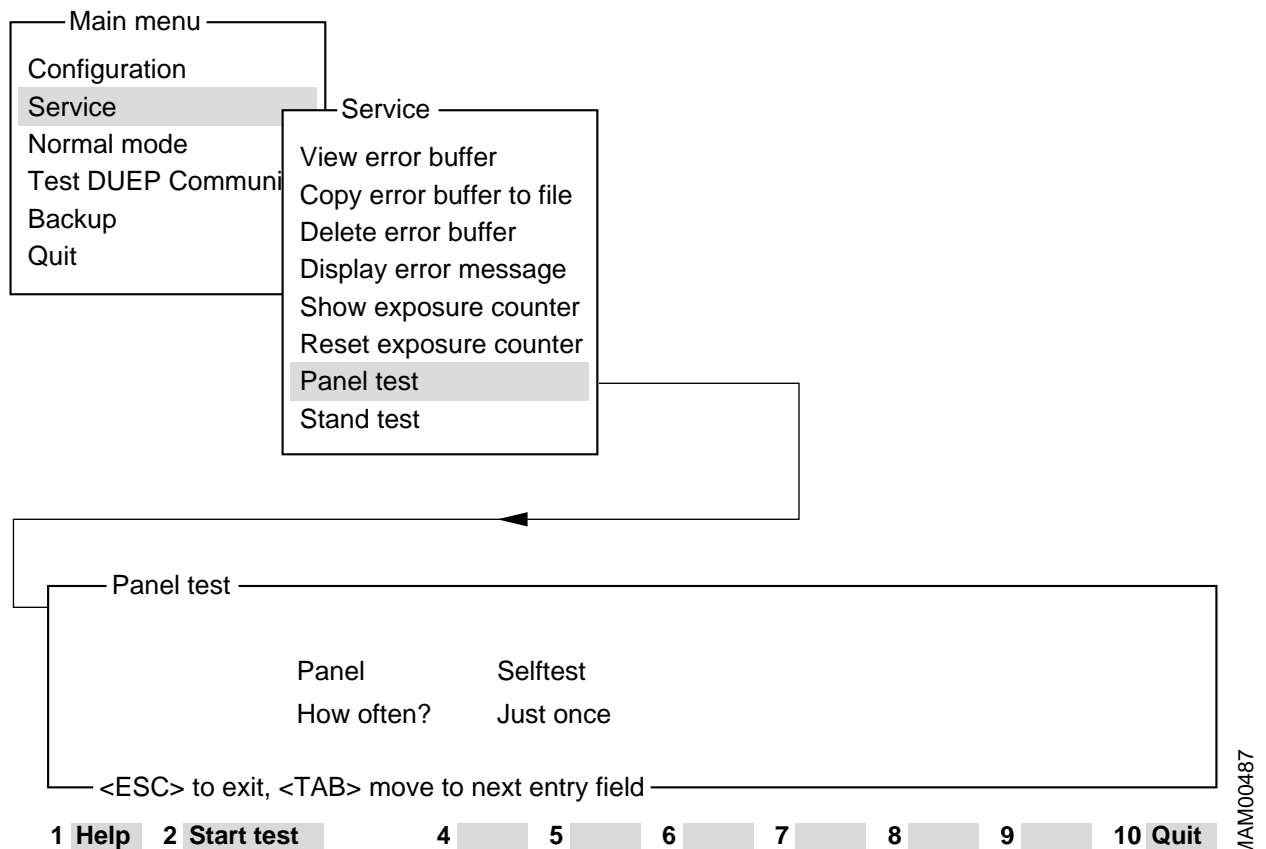 Main menu
Configuration
Service
Normal mode
Test DUEP Communi
Backup
Quit
Service
View error buffer
Copy error buffer to file
Delete error buffer
Display error message
Show exposure counter
Reset exposure counter
Panel test
Stand test
Panel test
Panel Selftest
How often? Just once
<ESC> to exit, <TAB> move to next entry field
1 Help 2 Start test 4 5 6 7 8 9 10 Quit
MAM00487